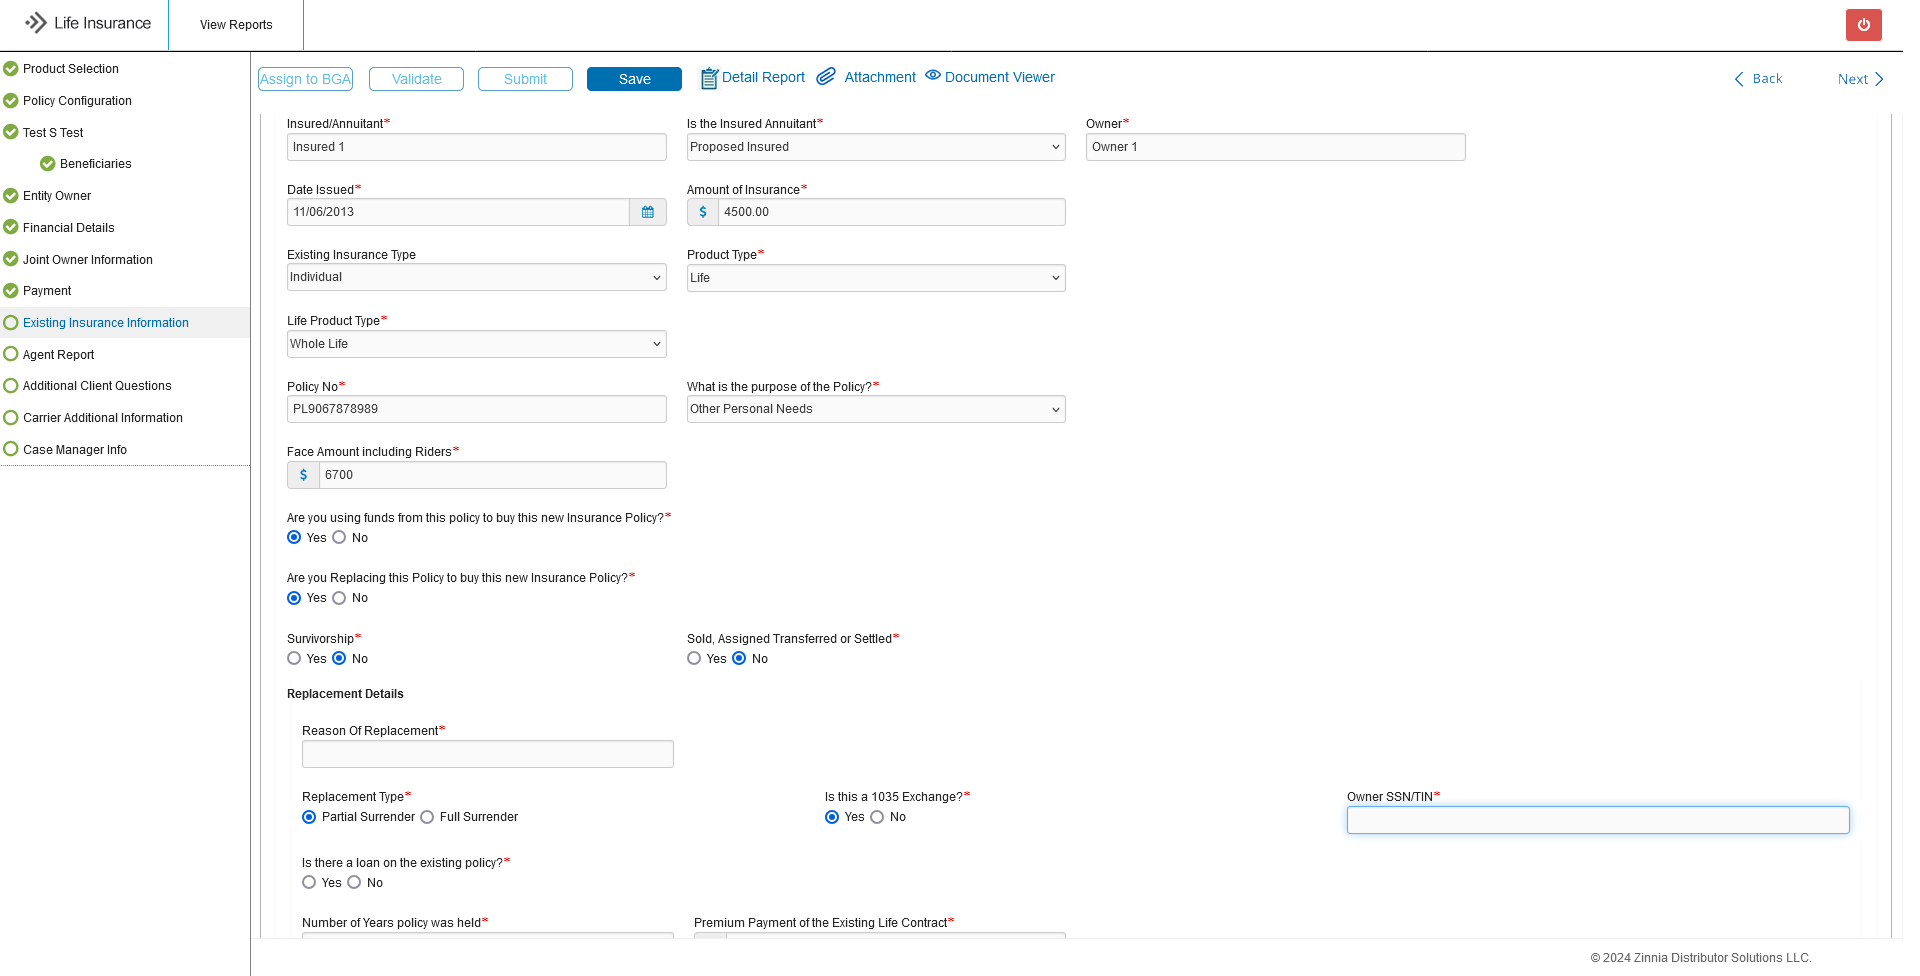 Life Insurance
View Reports
Product Selection
Policy Configuration
Test S Test
Beneficiaries
Entity Owner
Financial Details
Joint Owner Information
Payment
Existing Insurance Information
Agent Report
Additional Client Questions
Carrier Additional Information
Case Manager Info
Assign to BGA Validate Submit Save Detail Report Attachment Document Viewer Back Next
Insured/Annuitant* Is the Insured Annuitant* Owner*
Insured 1 Proposed Insured Owner 1
Date Issued* Amount of Insurance*
11/06/2013 $ 4500.00
Existing Insurance Type Product Type*
Individual Life
Life Product Type*
Whole Life
Policy No* What is the purpose of the Policy?*
PL9067878989 Other Personal Needs
Face Amount including Riders*
$ 6700
Are you using funds from this policy to buy this new Insurance Policy?*
Yes No
Are you Replacing this Policy to buy this new Insurance Policy?*
Yes No
Survivorship* Sold, Assigned Transferred or Settled*
Yes No Yes No
Replacement Details
Reason Of Replacement*
Replacement Type* Is this a 1035 Exchange?* Owner SSN/TIN*
Partial Surrender Full Surrender Yes No
Is there a loan on the existing policy?*
Yes No
Number of Years policy was held* Premium Payment of the Existing Life Contract*
© 2024 Zinnia Distributor Solutions LLC.